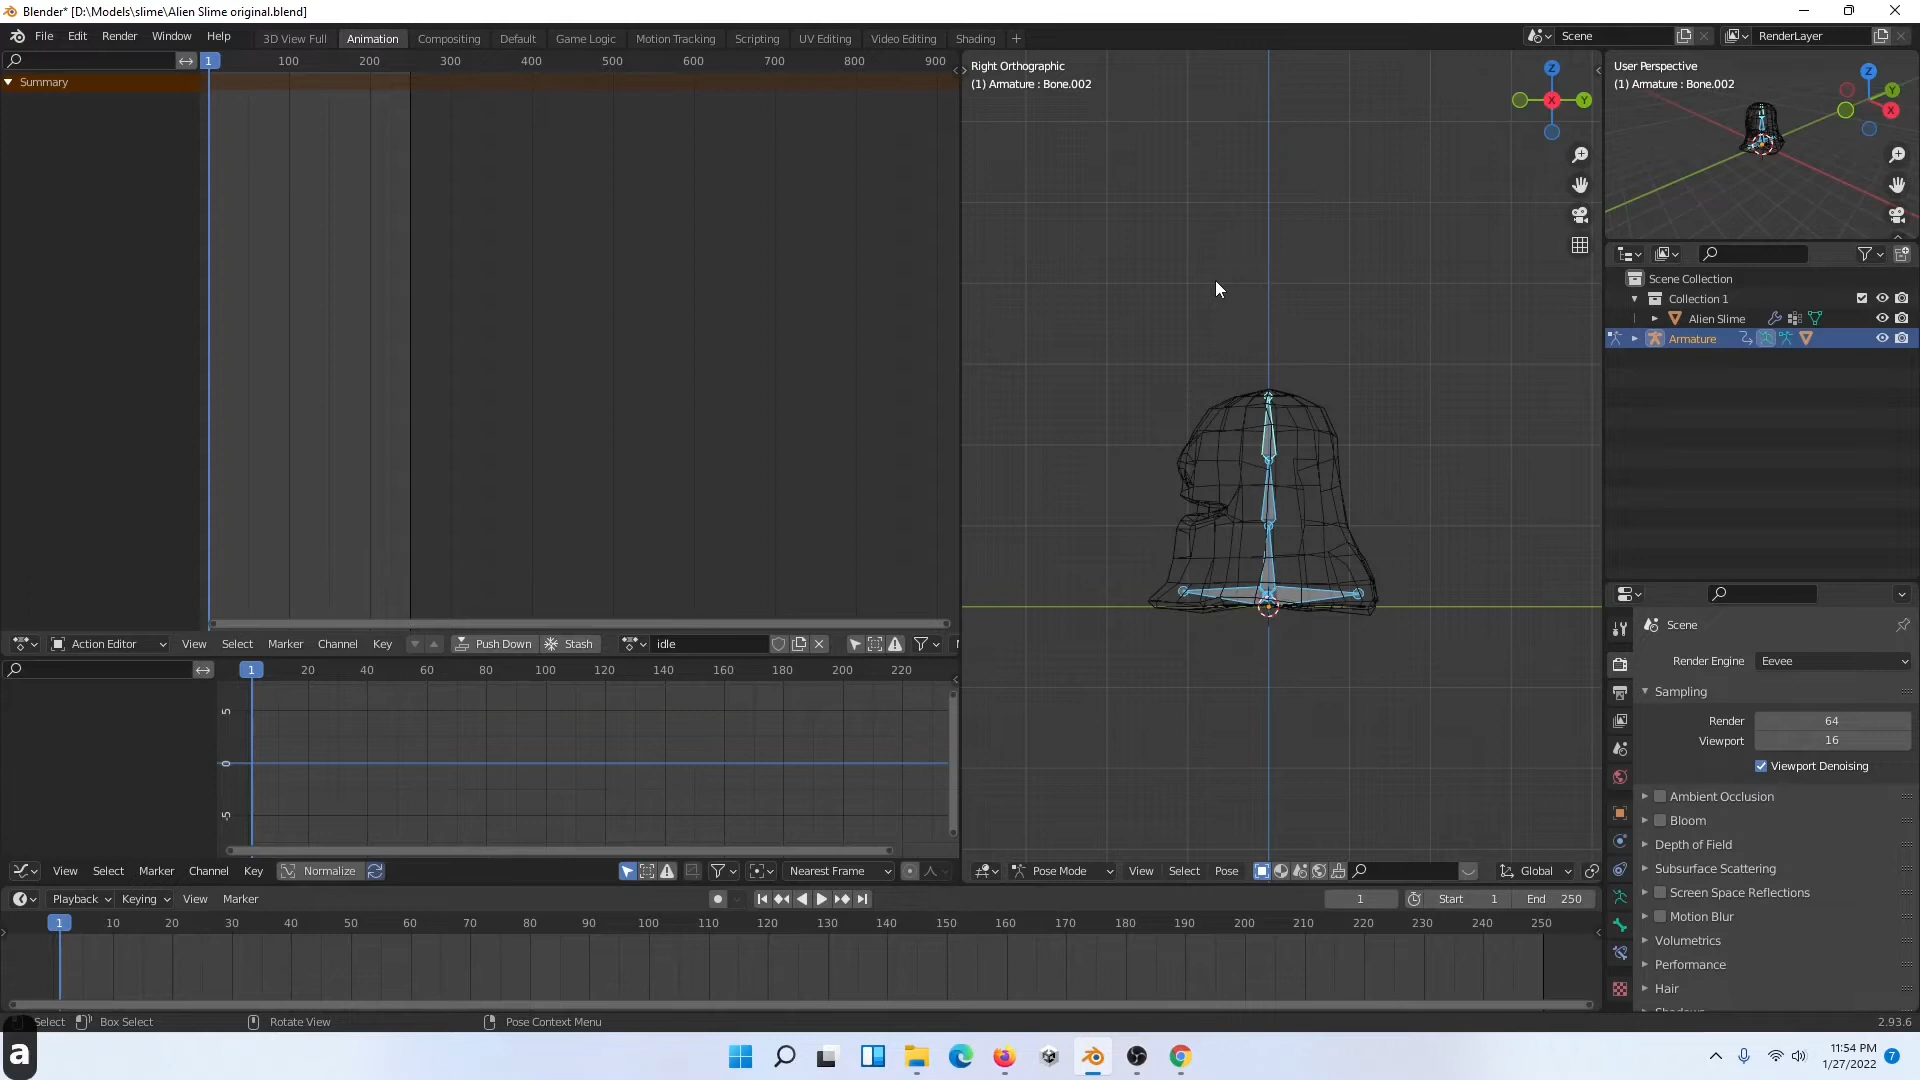 Blender* [D:\Models\slime\Alien Slime original.blend]
File Edit Render Window Help 3D View Full Animation Compositing Default Game Logic Motion Tracking Scripting UV Editing Video Editing Shading + Scene RenderLayer
1 100 200 300 400 500 600 700 800 900
Summary
Right Orthographic
(1) Armature : Bone.002
Z
X
Y
User Perspective
(1) Armature : Bone.002
Z
Y
X
Scene Collection
Collection 1
Alien Slime
Armature
Action Editor View Select Marker Channel Key Push Down Stash idle
1 20 40 60 80 100 120 140 160 180 200 220
5
0
-5
View Select Marker Channel Key Normalize Nearest Frame
Pose Mode View Select Pose Global
Scene
Render Engine Eevee
Sampling
Render 64
Viewport 16
Viewport Denoising
Ambient Occlusion
Bloom
Depth of Field
Subsurface Scattering
Screen Space Reflections
Motion Blur
Volumetrics
Performance
Hair
Playback Keying View Marker 1 Start 1 End 250
1 10 20 30 40 50 60 70 80 90 100 110 120 130 140 150 160 170 180 190 200 210 220 230 240 250
Select Box Select Rotate View Pose Context Menu 2.93.6
a
11:54 PM
1/27/2022
7